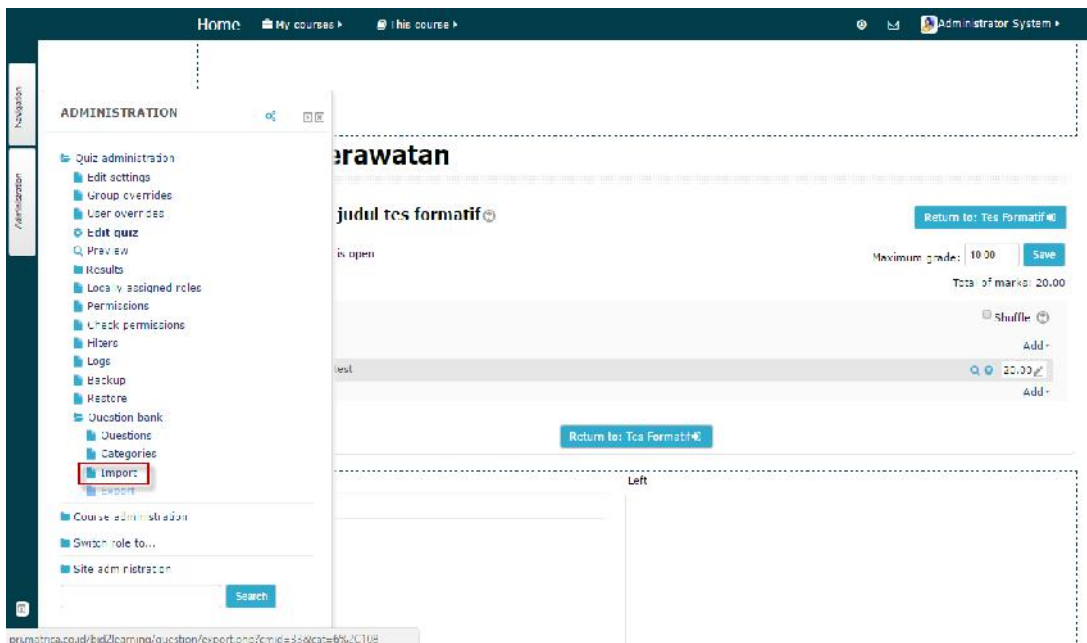 Home My courses This course Administrator System
Navigation
Administration
ADMINISTRATION
Quiz administration
Edit settings
Group overrides
User overrides
Edit quiz
Preview
Results
Locally assigned roles
Permissions
Check permissions
Filters
Logs
Backup
Restore
Question bank
Questions
Categories
Import
Export
Course administration
Switch role to...
Site administration
Search
erawatan
judul tes formatif
Return to: Tes Formatif
is open
Maximum grade: 10.00 Save
Total of marks: 20.00
Shuffle
Add
test 20.00
Add
Return to: Tes Formatif
Left